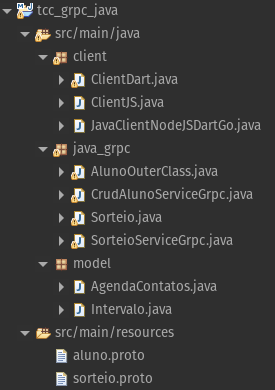 tcc_grpc_java
src/main/java
client
ClientDart.java
ClientJS.java
JavaClientNodeJSDartGo.java
java_grpc
AlunoOuterClass.java
CrudAlunoServiceGrpc.java
Sorteio.java
SorteioServiceGrpc.java
model
AgendaContatos.java
Intervalo.java
src/main/resources
aluno.proto
sorteio.proto